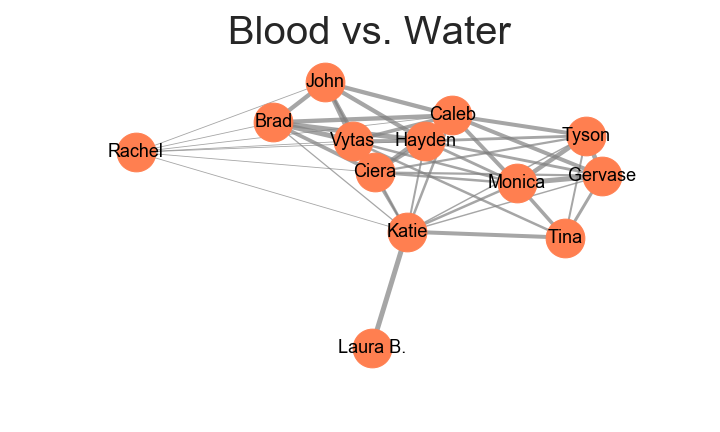 Blood vs. Water
John
Caleb
Brad
Tyson
Vytas
Hayden
Rachel
Ciera
Gervase
Monica
Katie
Tina
Laura B.